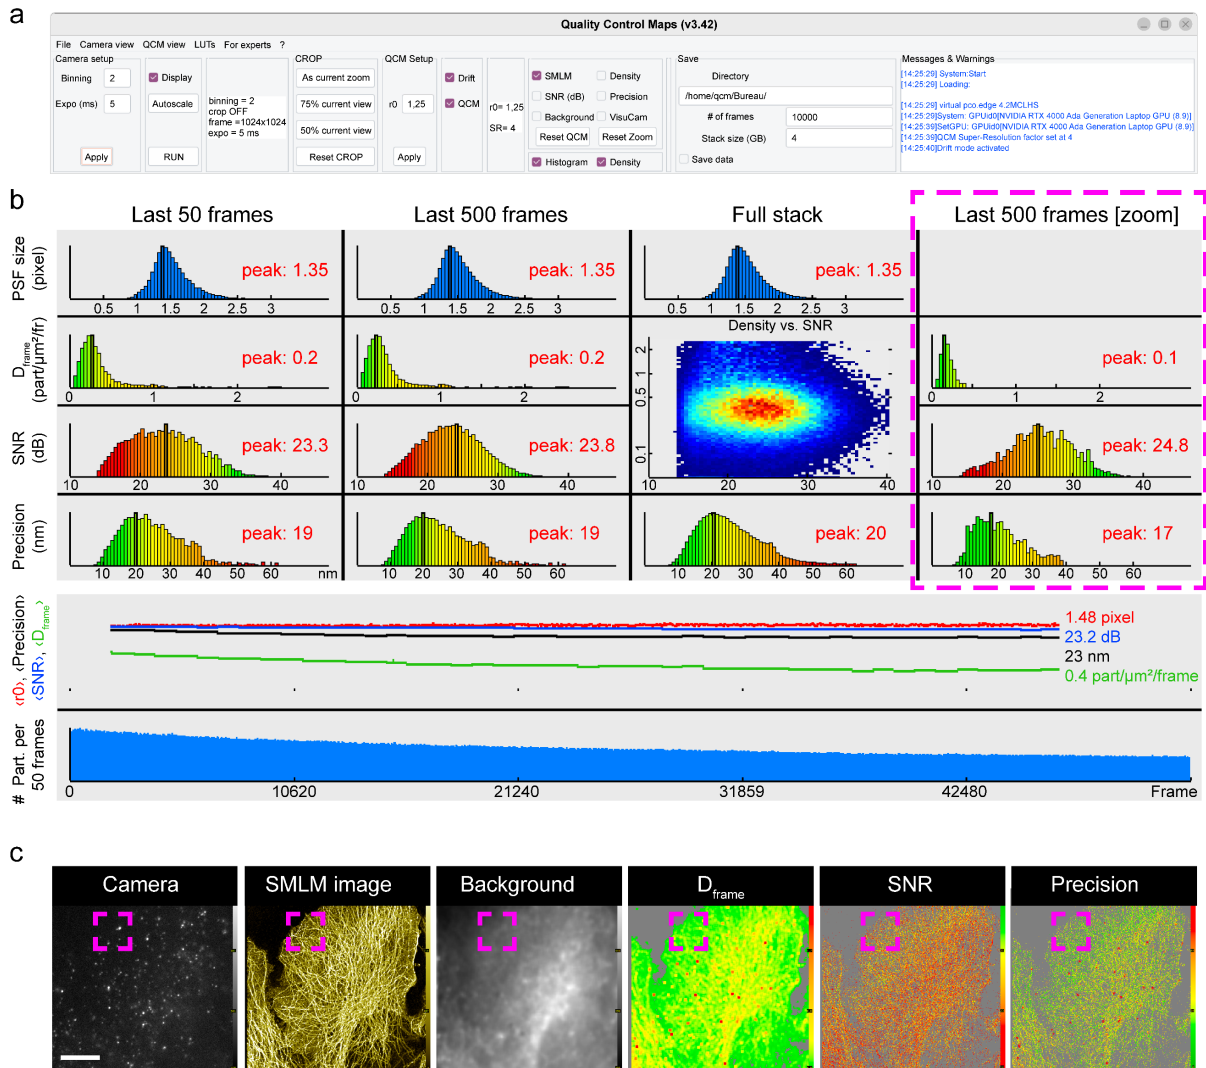 a
Quality Control Maps (v3.42)
File Camera view QCM view LUTs For experts ?
Camera setup
Binning 2
Expo (ms) 5
Apply
Display
Autoscale
RUN
binning = 2
crop OFF
frame =1024x1024
expo = 5 ms
CROP
As current zoom
75% current view
50% current view
Reset CROP
QCM Setup
r0 1,25
Apply
Drift
QCM
r0= 1,25
SR= 4
SMLM Density
SNR (dB) Precision
Background VisuCam
Reset QCM Reset Zoom
Histogram Density
Save
Directory
/home/qcm/Bureau/
# of frames 10000
Stack size (GB) 4
Save data
Messages & Warnings
[14:25:29] System:Start
[14:25:29] Loading:
[14:25:29] virtual pco.edge 4.2MCLHS
[14:25:29]System: GPUid0[NVIDIA RTX 4000 Ada Generation Laptop GPU (8.9)]
[14:25:39]SetGPU: GPUid0[NVIDIA RTX 4000 Ada Generation Laptop GPU (8.9)]
[14:25:39]QCM Super-Resolution factor set at 4
[14:25:40]Drift mode activated
b
Last 50 frames Last 500 frames Full stack Last 500 frames [zoom]
PSF size
(pixel)
peak: 1.35 peak: 1.35 peak: 1.35
0.5 1 1.5 2 2.5 3 0.5 1 1.5 2 2.5 3 0.5 1 1.5 2 2.5 3
Dframe
(part/µm²/fr)
peak: 0.2 peak: 0.2 peak: 0.1
0 1 2 0 1 2 0 1 2
Density vs. SNR
2
1
0.5
0.1
10 20 30 40
SNR
(dB)
peak: 23.3 peak: 23.8 peak: 24.8
10 20 30 40 10 20 30 40 10 20 30 40
Precision
(nm)
peak: 19 peak: 19 peak: 20 peak: 17
10 20 30 40 50 60 nm 10 20 30 40 50 60 10 20 30 40 50 60 10 20 30 40 50 60
‹r0›, ‹Precision›
‹SNR›, ‹Dframe›
1.48 pixel
23.2 dB
23 nm
0.4 part/µm²/frame
# Part. per
50 frames
0 10620 21240 31859 42480 Frame
c
Camera SMLM image Background Dframe SNR Precision